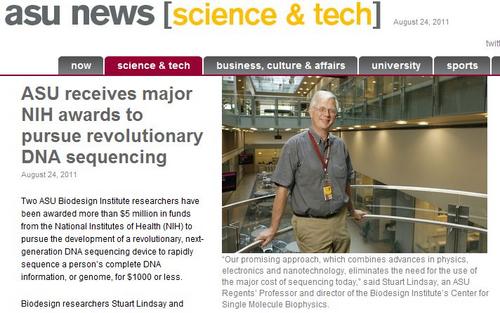 asu news [science & tech]
August 24, 2011
twitt
now
science & tech
business, culture & affairs
university
sports
ASU receives major
NIH awards to
pursue revolutionary
DNA sequencing
August 24, 2011
Two ASU Biodesign Institute researchers have
been awarded more than $5 million in funds
from the National Institutes of Health (NIH) to
pursue the development of a revolutionary, next-
generation DNA sequencing device to rapidly
sequence a person's complete DNA
information, or genome, for $1000 or less.
Biodesign researchers Stuart Lindsay and
"Our promising approach, which combines advances in physics,
electronics and nanotechnology, eliminates the need for the use of
the major cost of sequencing today," said Stuart Lindsay, an ASU
Regents' Professor and director of the Biodesign Institute's Center for
Single Molecule Biophysics.